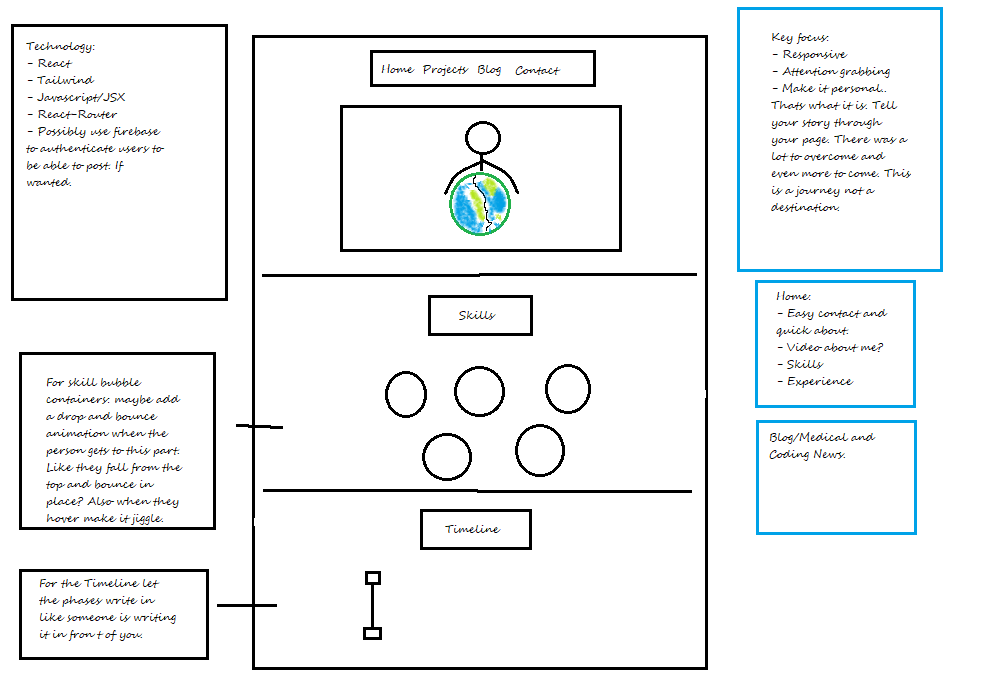 Technology:
- React
- Tailwind
- Javascript/JSX
- React-Router
- Possibly use firebase
to authenticate users to
be able to post. If
wanted.
For skill bubble
containers. maybe add
a drop and bounce
animation when the
person gets to this part.
Like they fall from the
top and bounce in
place? Also when they
hover make it jiggle.
For the Timeline let
the phases write in
like someone is writing
it in fron t of you.
Home Projects Blog Contact
Skills
Timeline
Key focus:
- Responsive
- Attention grabbing
- Make it personal..
Thats what it is. Tell
your story through
your page. There was a
lot to overcome and
even more to come. This
is a journey not a
destination.
Home:
- Easy contact and
quick about.
- Video about me?
- Skills
- Experience
Blog/Medical and
Coding News.